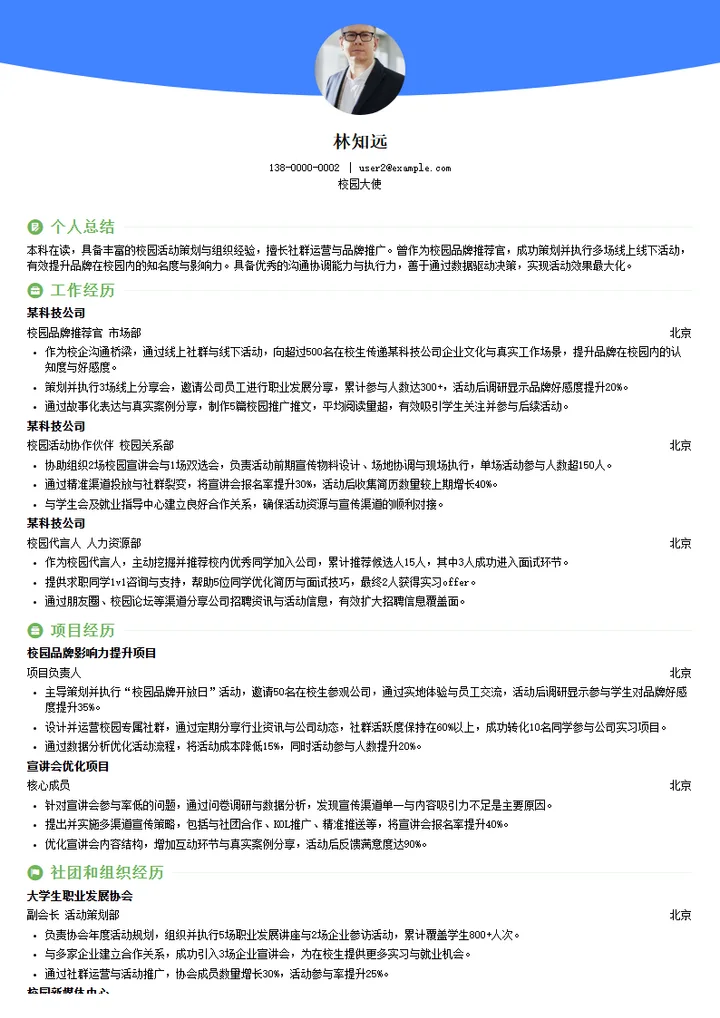 林知远
138-0000-0002 | user2@example.com
校园大使
个人总结
本科在读，具备丰富的校园活动策划与组织经验，擅长社群运营与品牌推广。曾作为校园品牌推荐官，成功策划并执行多场线上线下活动，
有效提升品牌在校园内的知名度与影响力。具备优秀的沟通协调能力与执行力，善于通过数据驱动决策，实现活动效果最大化。
工作经历
某科技公司
校园品牌推荐官 市场部 北京
• 作为校企沟通桥梁，通过线上社群与线下活动，向超过500名在校生传递某科技公司企业文化与真实工作场景，提升品牌在校园内的认
知度与好感度。
• 策划并执行3场线上分享会，邀请公司员工进行职业发展分享，累计参与人数达300+，活动后调研显示品牌好感度提升20%。
• 通过故事化表达与真实案例分享，制作5篇校园推广推文，平均阅读量超，有效吸引学生关注并参与后续活动。
某科技公司
校园活动协作伙伴 校园关系部 北京
• 协助组织2场校园宣讲会与1场双选会，负责活动前期宣传物料设计、场地协调与现场执行，单场活动参与人数超150人。
• 通过精准渠道投放与社群裂变，将宣讲会报名率提升30%，活动后收集简历数量较上期增长40%。
• 与学生会及就业指导中心建立良好合作关系，确保活动资源与宣传渠道的顺利对接。
某科技公司
校园代言人 人力资源部 北京
• 作为校园代言人，主动挖掘并推荐校内优秀同学加入公司，累计推荐候选人15人，其中3人成功进入面试环节。
• 提供求职同学1v1咨询与支持，帮助5位同学优化简历与面试技巧，最终2人获得实习offer。
• 通过朋友圈、校园论坛等渠道分享公司招聘资讯与活动信息，有效扩大招聘信息覆盖面。
项目经历
校园品牌影响力提升项目
项目负责人 北京
• 主导策划并执行“校园品牌开放日”活动，邀请50名在校生参观公司，通过实地体验与员工交流，活动后调研显示参与学生对品牌好感
度提升35%。
• 设计并运营校园专属社群，通过定期分享行业资讯与公司动态，社群活跃度保持在60%以上，成功转化10名同学参与公司实习项目。
• 通过数据分析优化活动流程，将活动成本降低15%，同时活动参与人数提升20%。
宣讲会优化项目
核心成员 北京
• 针对宣讲会参与率低的问题，通过问卷调研与数据分析，发现宣传渠道单一与内容吸引力不足是主要原因。
• 提出并实施多渠道宣传策略，包括与社团合作、KOL推广、精准推送等，将宣讲会报名率提升40%。
• 优化宣讲会内容结构，增加互动环节与真实案例分享，活动后反馈满意度达90%。
社团和组织经历
大学生职业发展协会
副会长 活动策划部 北京
• 负责协会年度活动规划，组织并执行5场职业发展讲座与2场企业参访活动，累计覆盖学生800+人次。
• 与多家企业建立合作关系，成功引入3场企业宣讲会，为在校生提供更多实习与就业机会。
• 通过社群运营与活动推广，协会成员数量增长30%，活动参与率提升25%。
校园新媒体中心